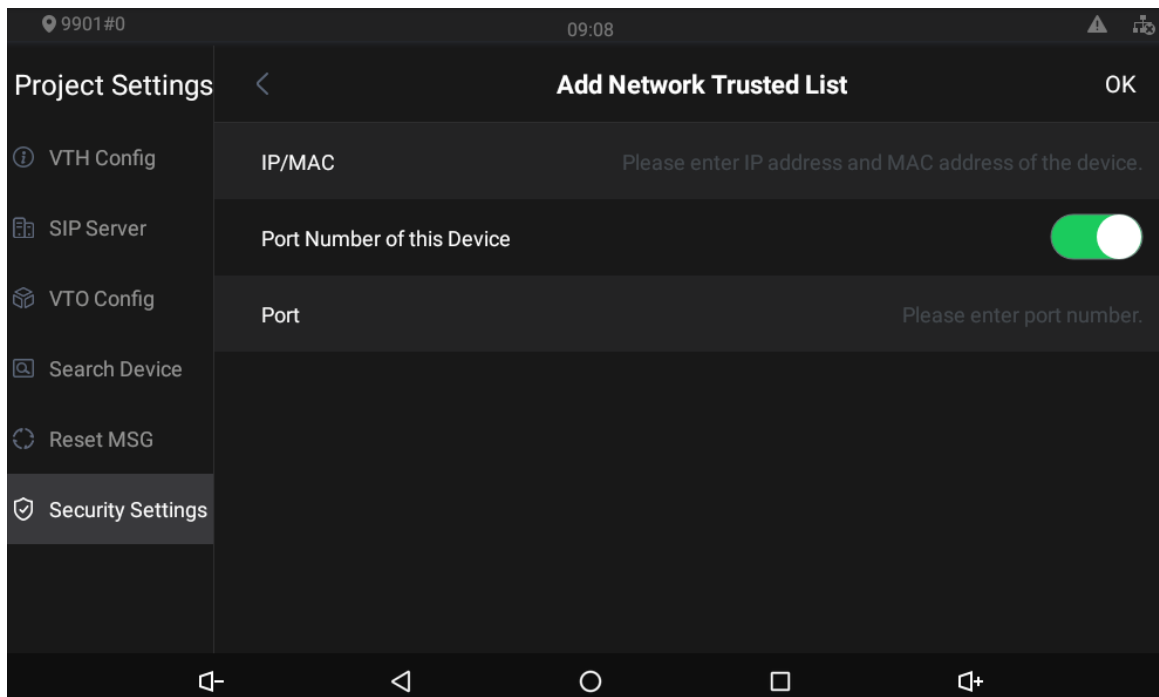 9901#0
09:08
Project Settings
Add Network Trusted List
OK
VTH Config
IP/MAC
Please enter IP address and MAC address of the device.
SIP Server
Port Number of this Device
VTO Config
Port
Please enter port number.
Search Device
Reset MSG
Security Settings